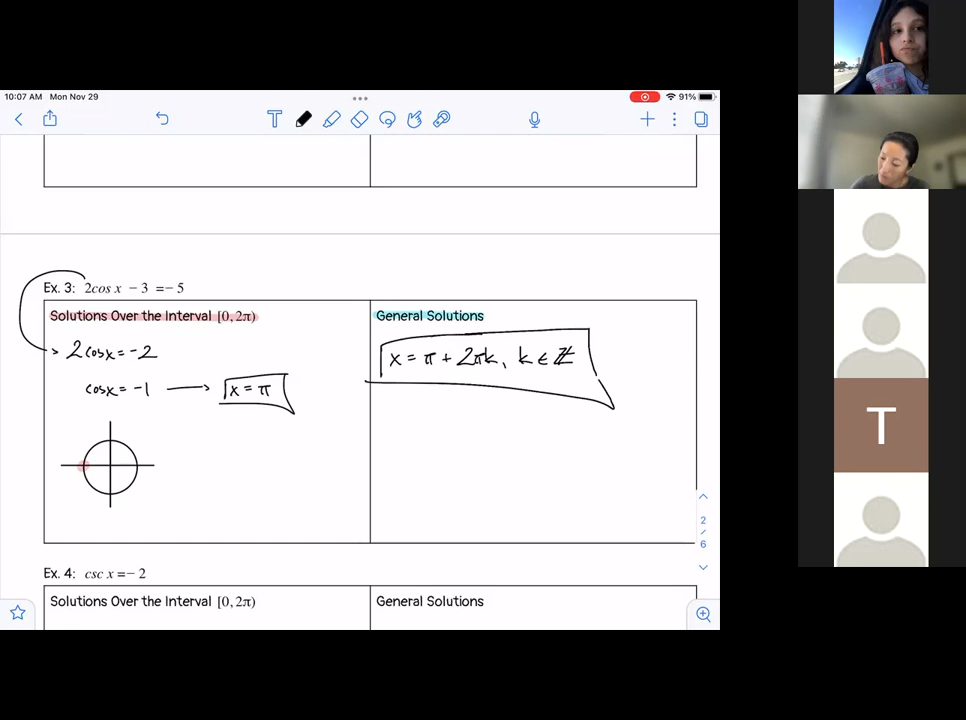 10:07 AM Mon Nov 29
91%
T
Ex. 3: 2cos x − 3 =− 5
Solutions Over the Interval [0, 2π)
General Solutions
2cosx = -2
x = π + 2πk, k ∈ ℤ
cosx = -1 → x = π
2
6
Ex. 4: csc x =− 2
Solutions Over the Interval [0, 2π)
General Solutions
T